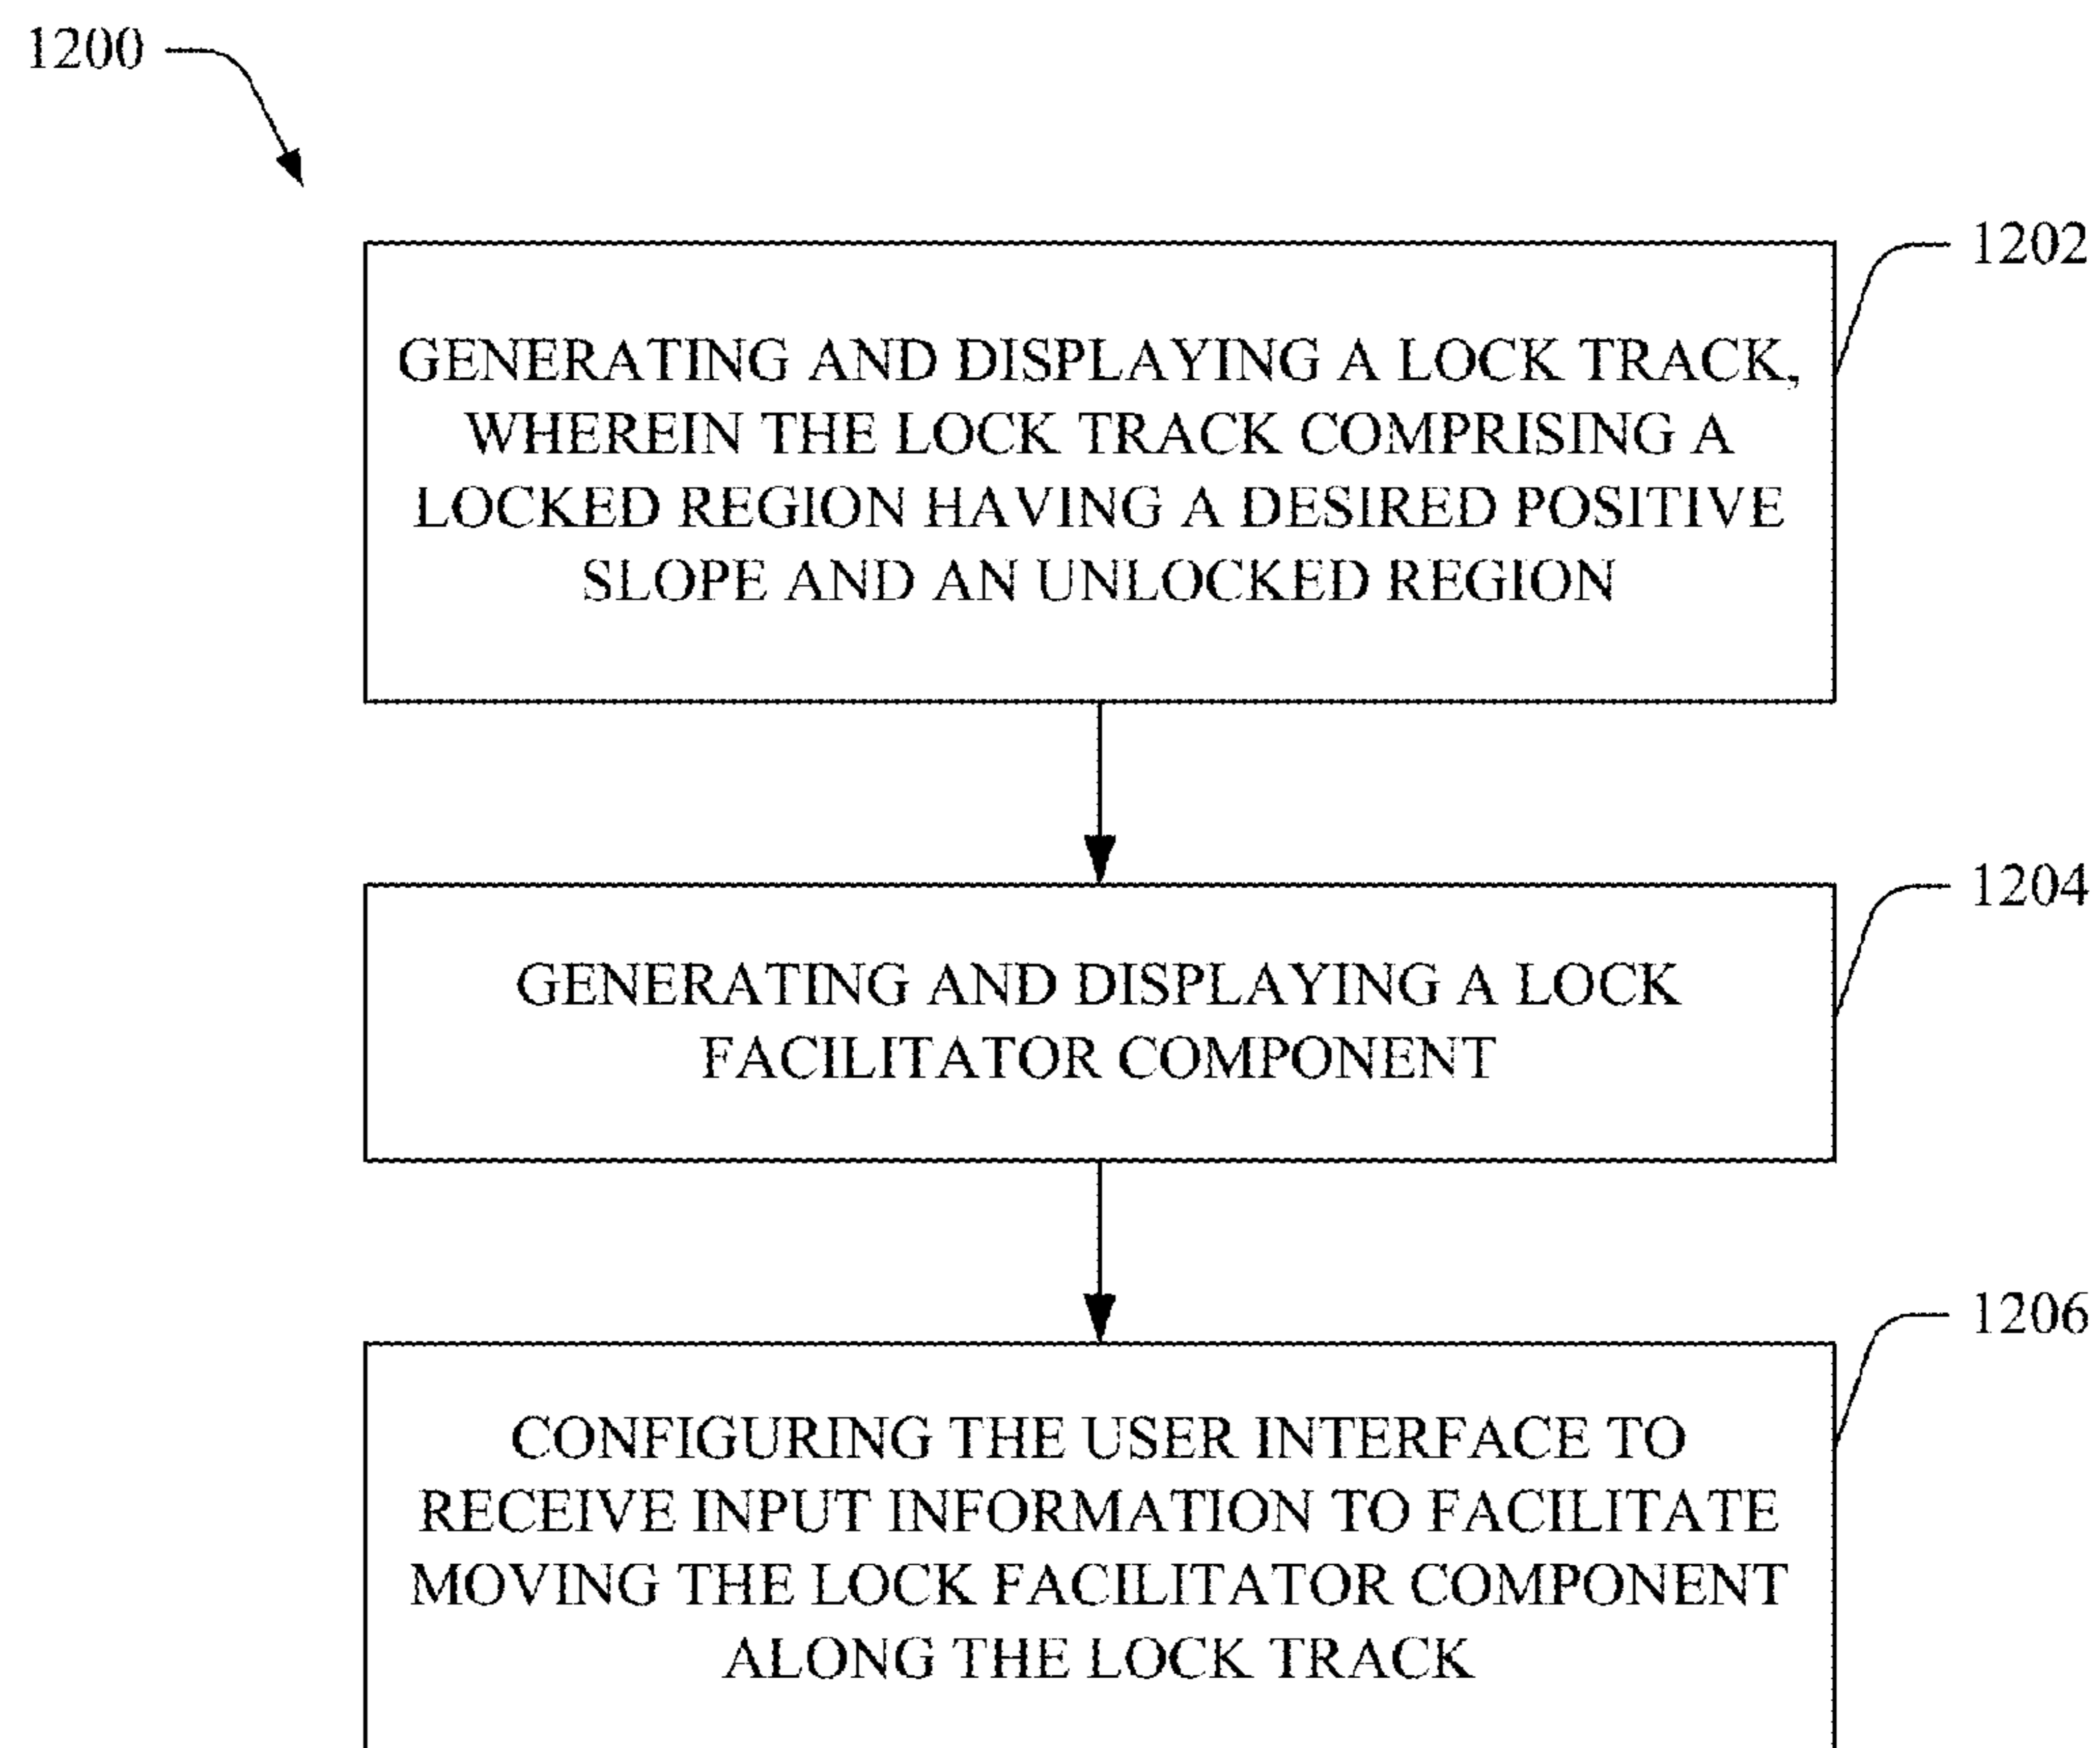 1200
1202
GENERATING AND DISPLAYING A LOCK TRACK,
WHEREIN THE LOCK TRACK COMPRISING A
LOCKED REGION HAVING A DESIRED POSITIVE
SLOPE AND AN UNLOCKED REGION
1204
GENERATING AND DISPLAYING A LOCK
FACILITATOR COMPONENT
1206
CONFIGURING THE USER INTERFACE TO
RECEIVE INPUT INFORMATION TO FACILITATE
MOVING THE LOCK FACILITATOR COMPONENT
ALONG THE LOCK TRACK